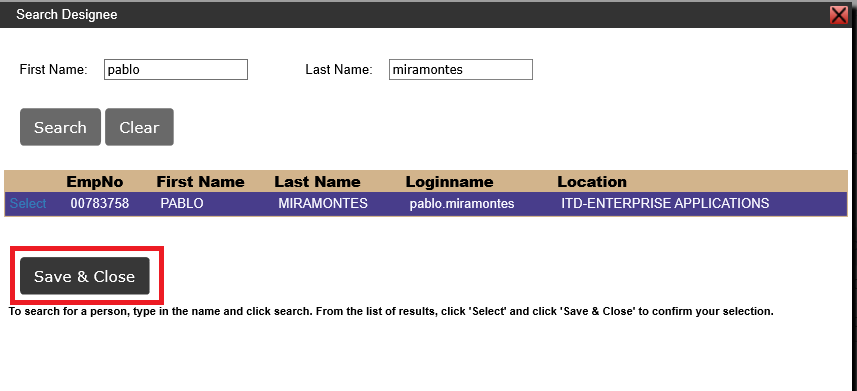 Search Designee
First Name: pablo Last Name: miramontes
Search Clear
EmpNo First Name Last Name Loginname Location
Select 00783758 PABLO MIRAMONTES pablo.miramontes ITD-ENTERPRISE APPLICATIONS
Save & Close
To search for a person, type in the name and click search. From the list of results, click 'Select' and click 'Save & Close' to confirm your selection.